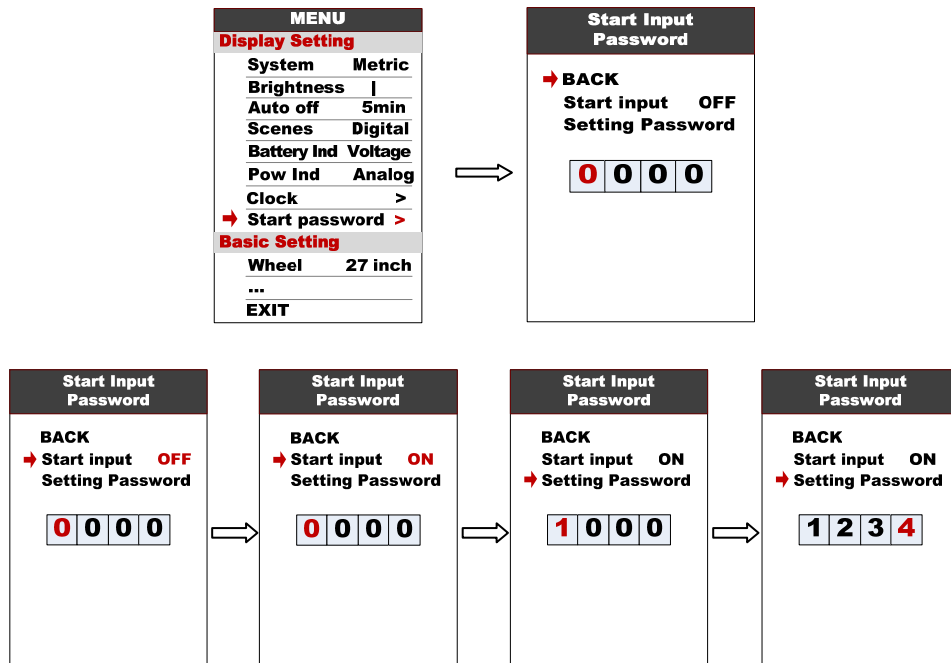 MENU
Display Setting
System Metric
Brightness |
Auto off 5min
Scenes Digital
Battery Ind Voltage
Pow Ind Analog
Clock >
Start password >
Basic Setting
Wheel 27 inch
...
EXIT
Start Input
Password
BACK
Start input OFF
Setting Password
0 0 0 0
Start Input
Password
BACK
Start input OFF
Setting Password
0 0 0 0
Start Input
Password
BACK
Start input ON
Setting Password
0 0 0 0
Start Input
Password
BACK
Start input ON
Setting Password
1 0 0 0
Start Input
Password
BACK
Start input ON
Setting Password
1 2 3 4